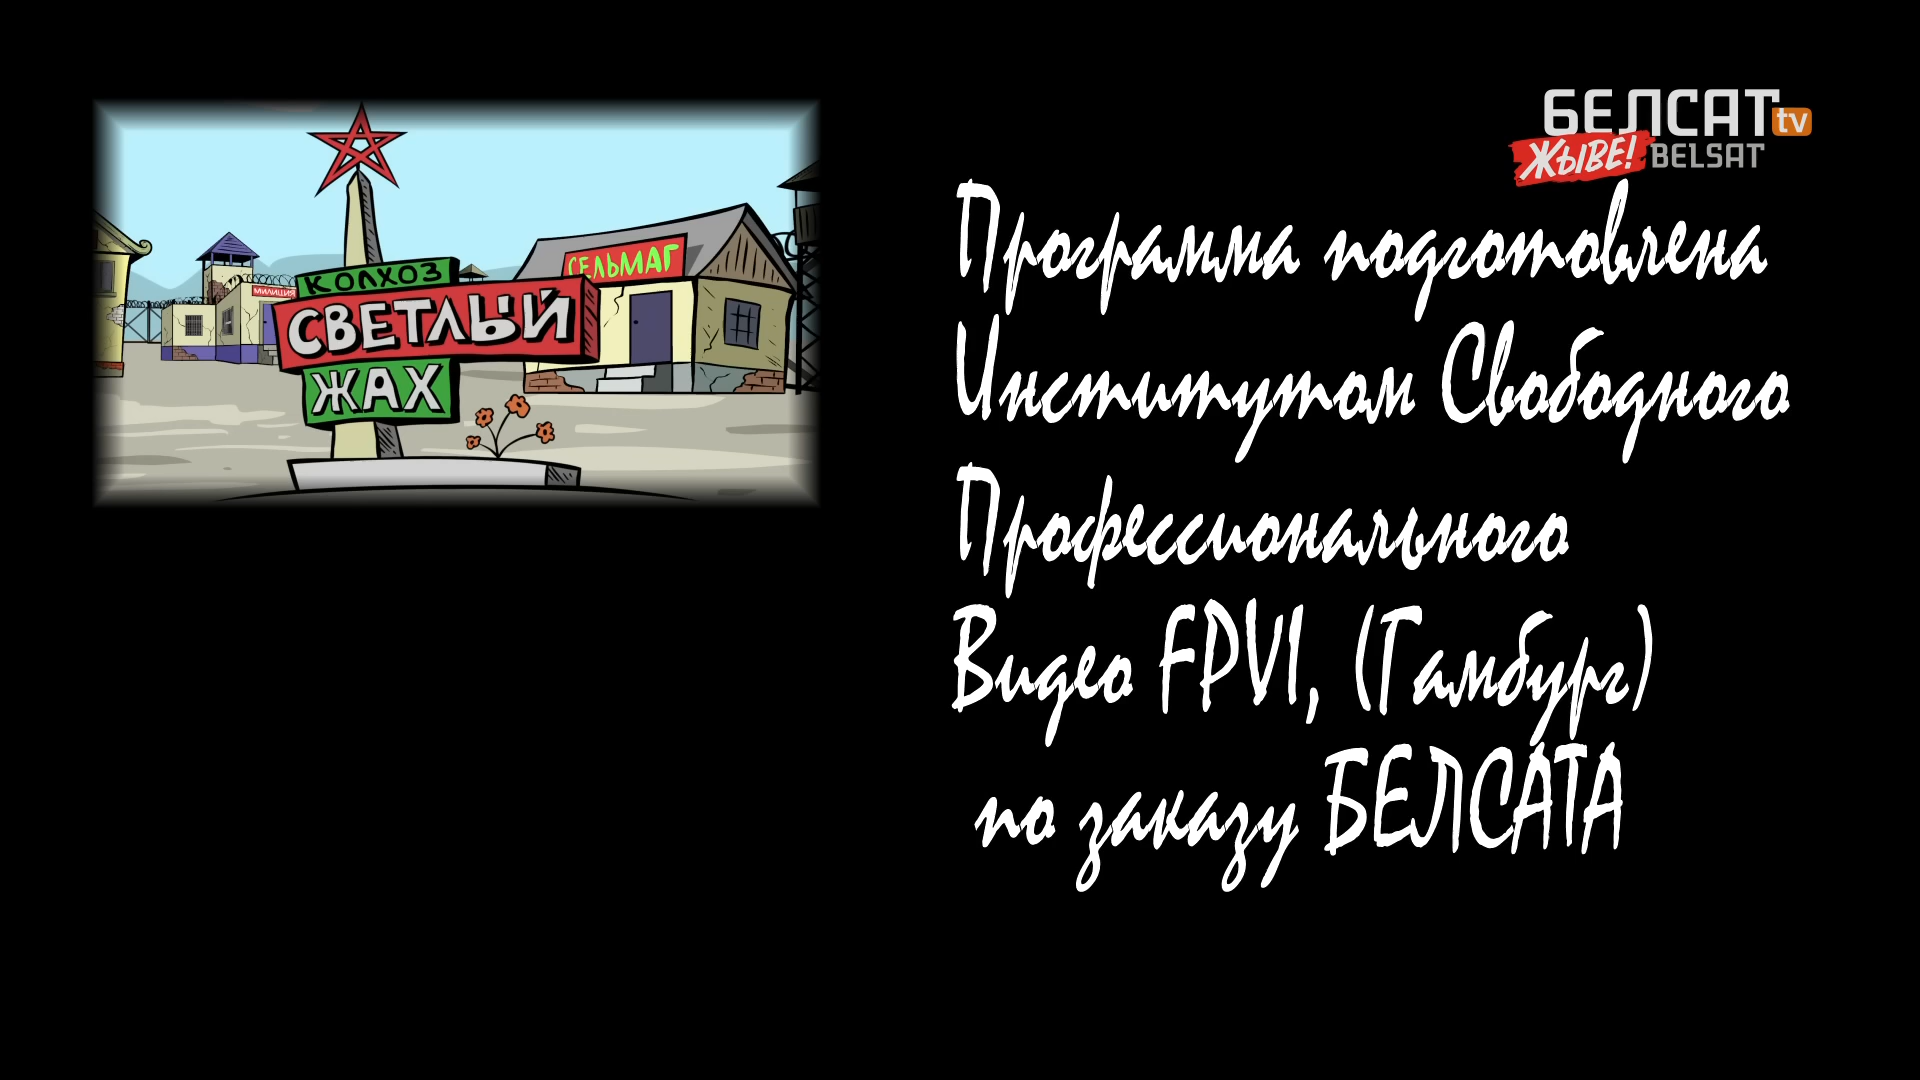 КОЛХОЗ
СВЕТЛЫЙ
ЖАХ
СЕЛЬМАГ
МИЛИЦИЯ
БЕЛСАТ tv
ЖЫВЕ! BELSAT
Программа подготовлена
Институтом Свободного
Профессионального
Видео FPVI, (Гамбург)
по заказу БЕЛСАТА